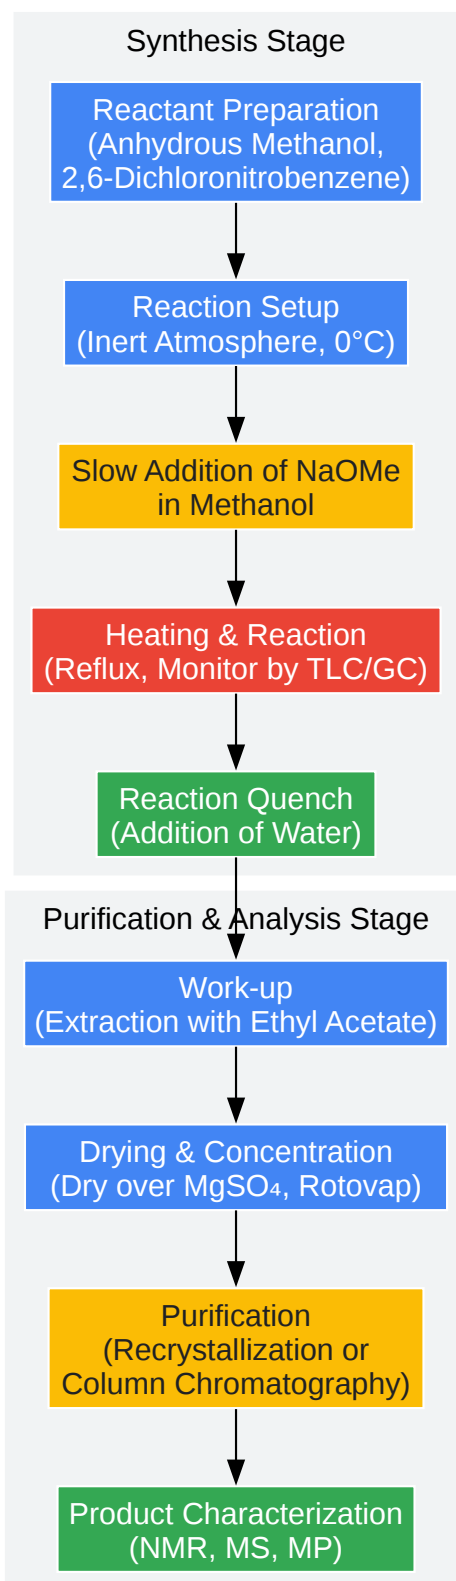 Synthesis Stage
Reactant Preparation
(Anhydrous Methanol,
2,6-Dichloronitrobenzene)
Reaction Setup
(Inert Atmosphere, 0°C)
Slow Addition of NaOMe
in Methanol
Heating & Reaction
(Reflux, Monitor by TLC/GC)
Reaction Quench
(Addition of Water)
Purification & Analysis Stage
Work-up
(Extraction with Ethyl Acetate)
Drying & Concentration
(Dry over MgSO₄, Rotovap)
Purification
(Recrystallization or
Column Chromatography)
Product Characterization
(NMR, MS, MP)